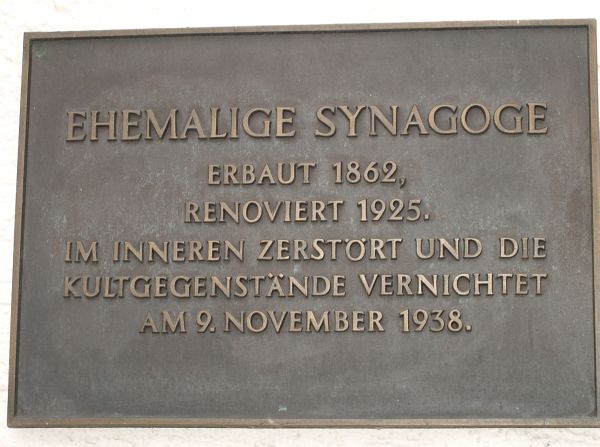 EHEMALIGE SYNAGOGE
ERBAUT 1862,
RENOVIERT 1925.
IM INNEREN ZERSTÖRT UND DIE
KULTGEGENSTÄNDE VERNICHTET
AM 9. NOVEMBER 1938.